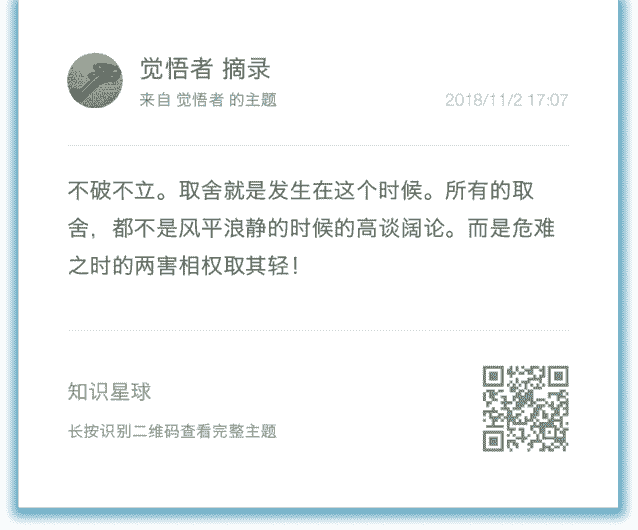 觉悟者 摘录
来自 觉悟者 的主题
2018/11/2 17:07
不破不立。取舍就是发生在这个时候。所有的取
舍，都不是风平浪静的时候的高谈阔论。而是危难
之时的两害相权取其轻！
知识星球
长按识别二维码查看完整主题